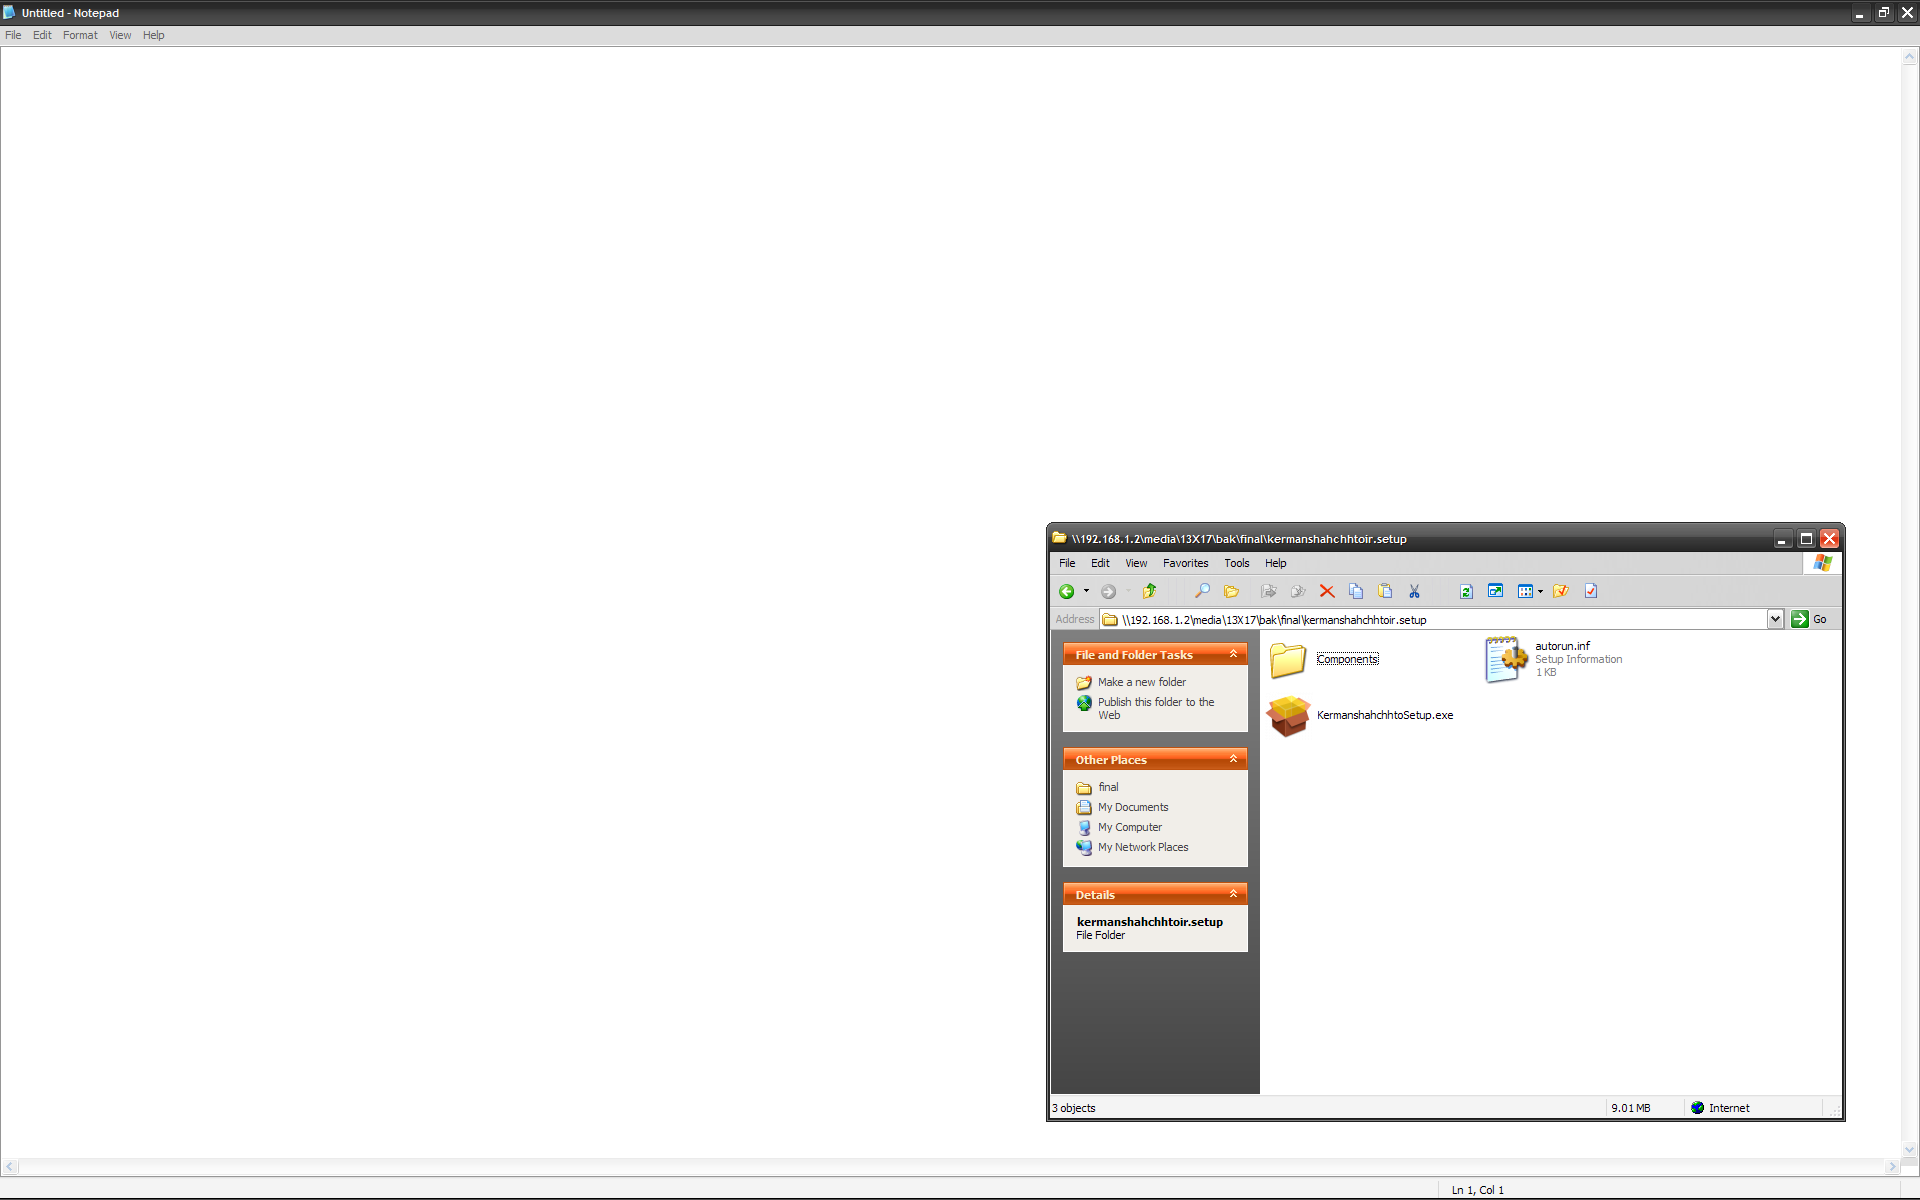 Untitled - Notepad
File Edit Format View Help
\\192.168.1.2\media\13X17\bak\final\kermanshahchhtoir.setup
File Edit View Favorites Tools Help
Address \\192.168.1.2\media\13X17\bak\final\kermanshahchhtoir.setup Go
File and Folder Tasks
Make a new folder
Publish this folder to the
Web
Other Places
final
My Documents
My Computer
My Network Places
Details
kermanshahchhtoir.setup
File Folder
Components
autorun.inf
Setup Information
1 KB
KermanshahchhtoSetup.exe
3 objects 9.01 MB Internet
Ln 1, Col 1